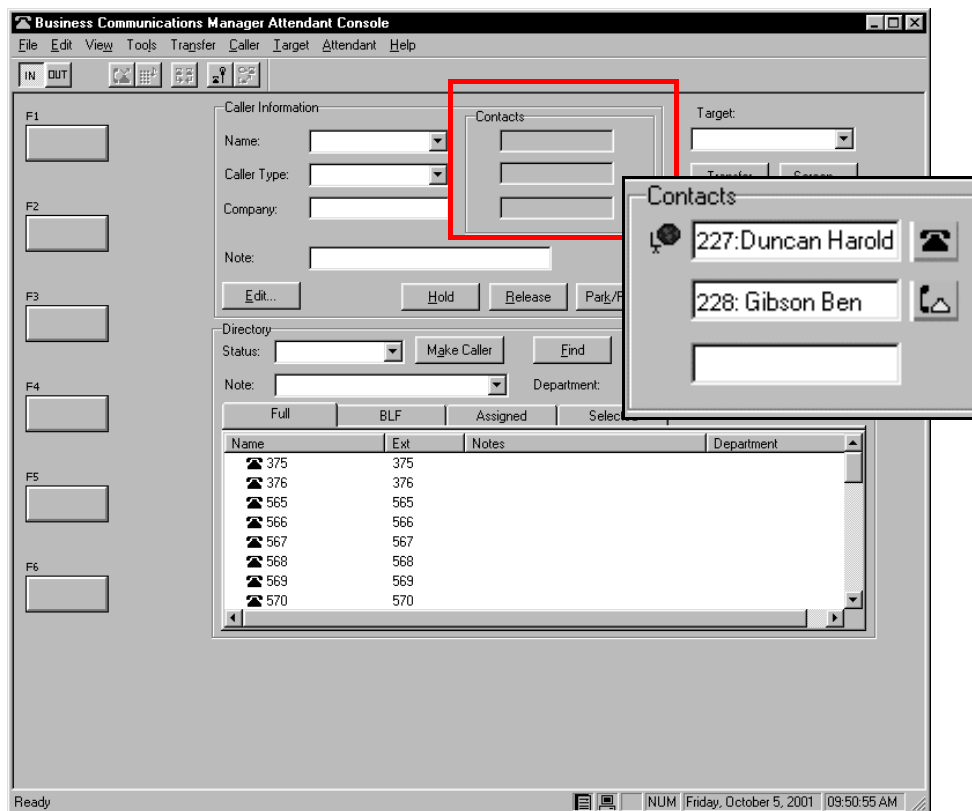 Business Communications Manager Attendant Console
File Edit View Tools Transfer Caller Target Attendant Help
IN OUT
F1
F2
F3
F4
F5
F6
Caller Information
Name:
Caller Type:
Company:
Note:
Edit...
Hold
Release
Contacts
Target:
Contacts
227:Duncan Harold
228: Gibson Ben
Directory
Status:
Make Caller
Find
Note:
Department:
Full BLF Assigned
Name Ext Notes Department
375 375
376 376
565 565
566 566
567 567
568 568
569 569
570 570
Ready
NUM Friday, October 5, 2001 09:50:55 AM